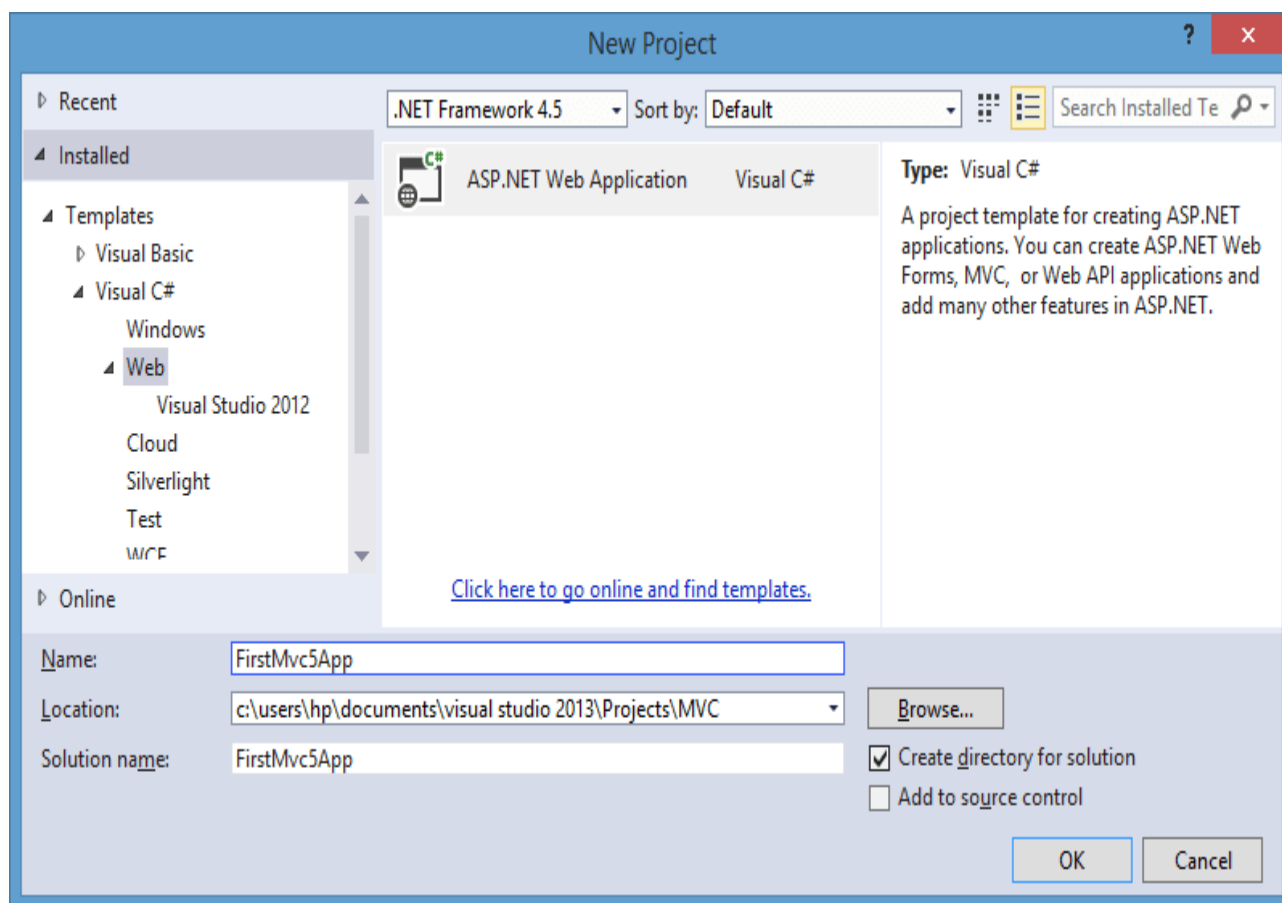 New Project
?
x
Recent
Installed
Templates
Visual Basic
Visual C#
Windows
Web
Visual Studio 2012
Cloud
Silverlight
Test
WCF
Online
.NET Framework 4.5
Sort by: Default
Search Installed Te
C#
ASP.NET Web Application Visual C#
Click here to go online and find templates.
Type: Visual C#
A project template for creating ASP.NET
applications. You can create ASP.NET Web
Forms, MVC, or Web API applications and
add many other features in ASP.NET.
Name: FirstMvc5App
Location: c:\users\hp\documents\visual studio 2013\Projects\MVC
Browse...
Solution name: FirstMvc5App
Create directory for solution
Add to source control
OK
Cancel